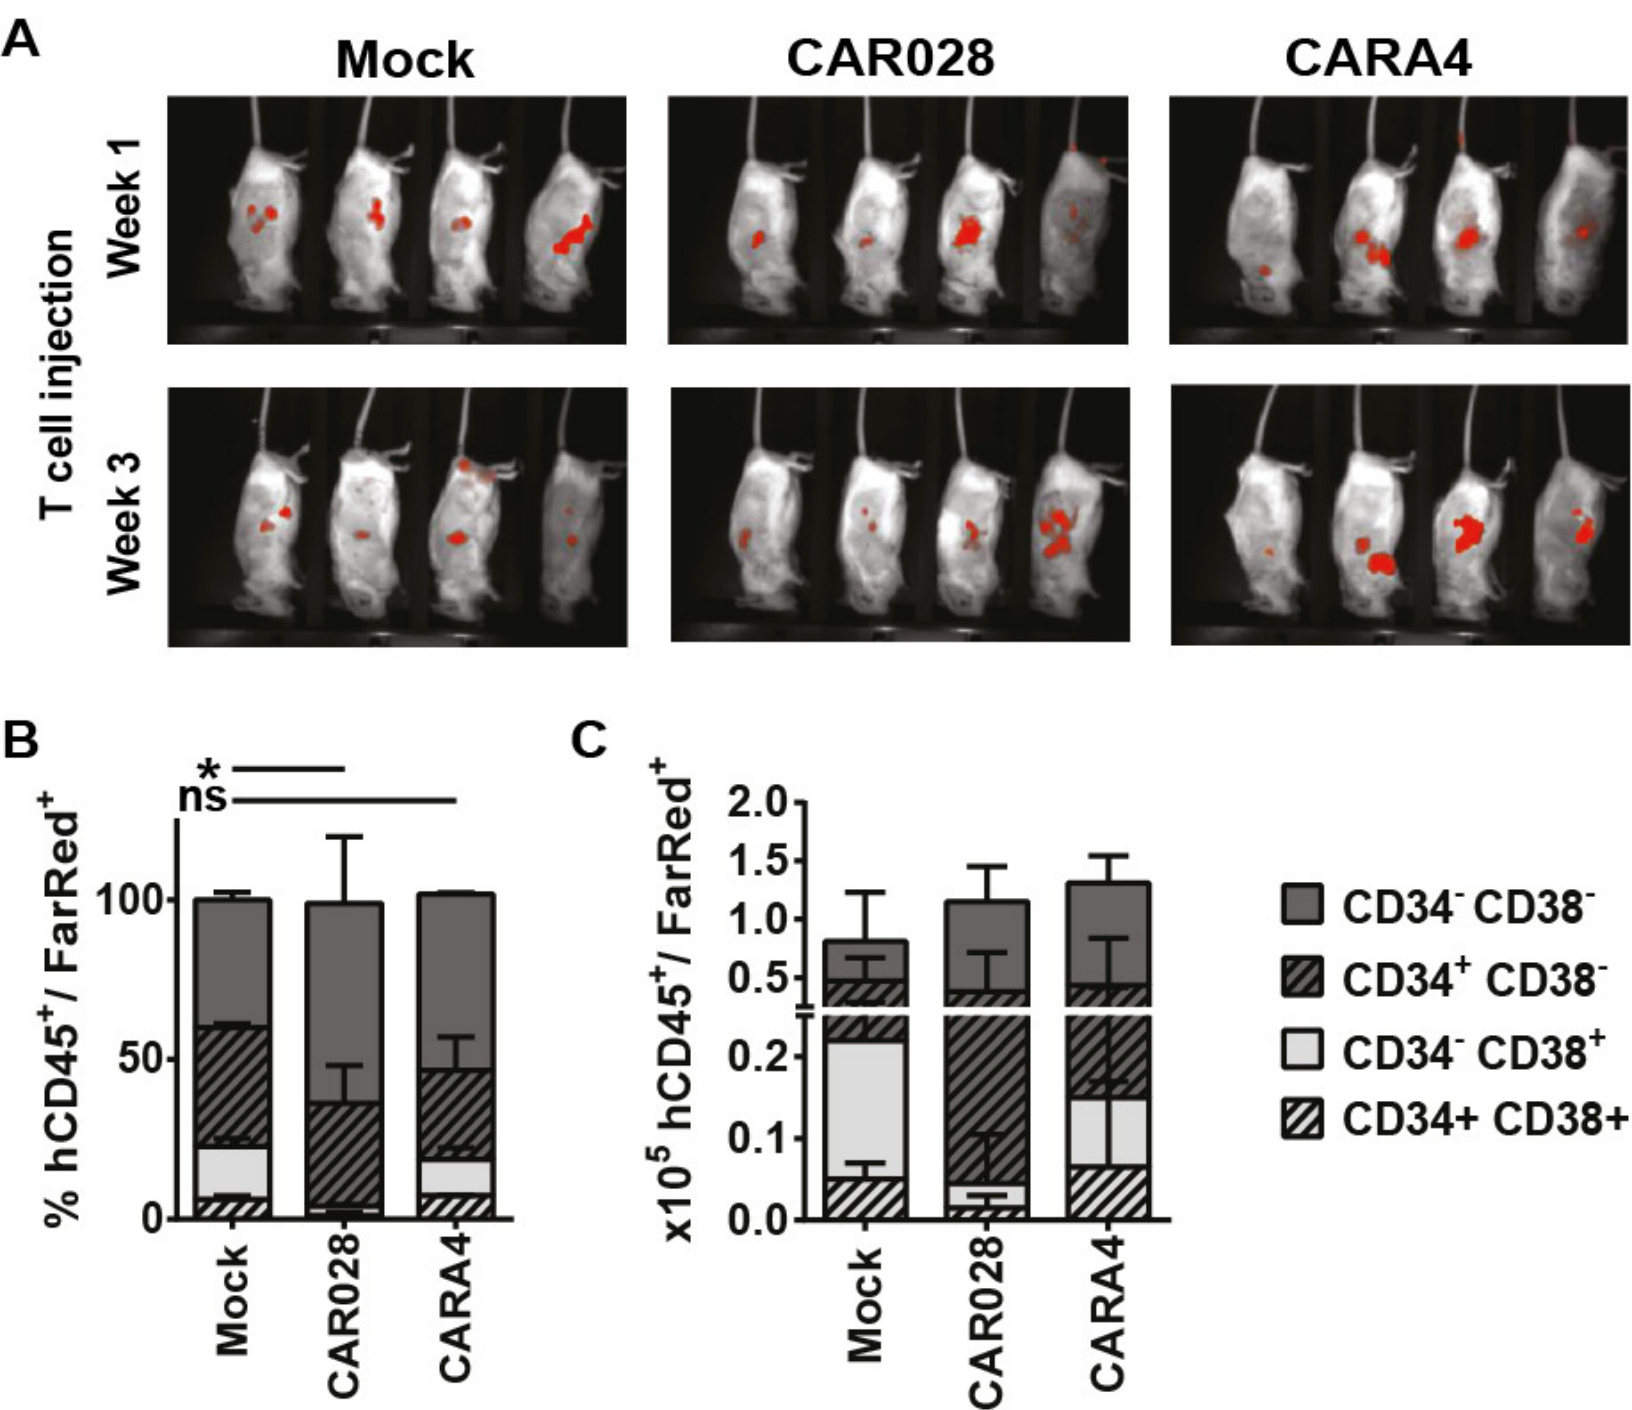 A
Mock
CAR028
CARA4
T cell injection
Week 1
Week 3
B
*
ns
% hCD45⁺/ FarRed⁺
100
50
0
Mock
CAR028
CARA4
C
x10⁵ hCD45⁺/ FarRed⁺
2.0
1.5
1.0
0.5
0.2
0.1
0.0
Mock
CAR028
CARA4
CD34⁻ CD38⁻
CD34⁺ CD38⁻
CD34⁻ CD38⁺
CD34+ CD38+